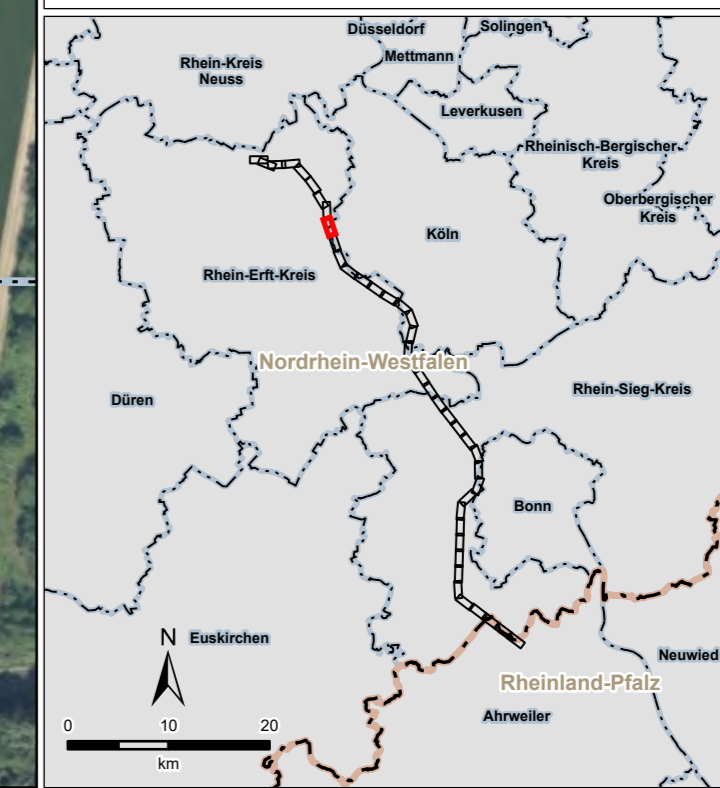 Düsseldorf
Solingen
Mettmann
Rhein-Kreis
Neuss
Leverkusen
Rheinisch-Bergischer
Kreis
Oberbergischer
Kreis
Köln
Rhein-Erft-Kreis
Nordrhein-Westfalen
Düren
Rhein-Sieg-Kreis
Bonn
N
Euskirchen
Neuwied
Rheinland-Pfalz
Ahrweiler
0 10 20
km